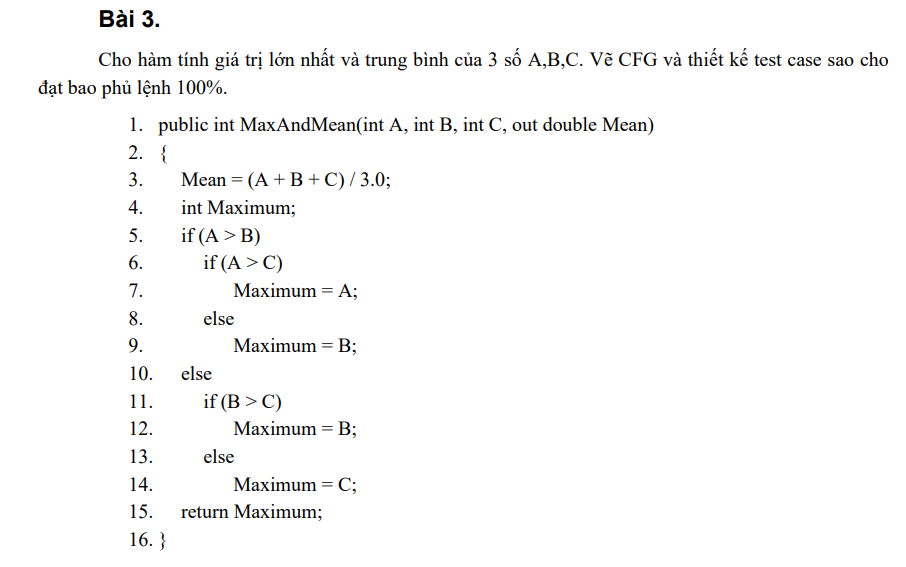 Bài 3.
Cho hàm tính giá trị lớn nhất và trung bình của 3 số A,B,C. Vẽ CFG và thiết kế test case sao cho
đạt bao phủ lệnh 100%.
1. public int MaxAndMean(int A, int B, int C, out double Mean)
2. {
3. Mean = (A + B + C) / 3.0;
4. int Maximum;
5. if (A > B)
6. if (A > C)
7. Maximum = A;
8. else
9. Maximum = B;
10. else
11. if (B > C)
12. Maximum = B;
13. else
14. Maximum = C;
15. return Maximum;
16. }